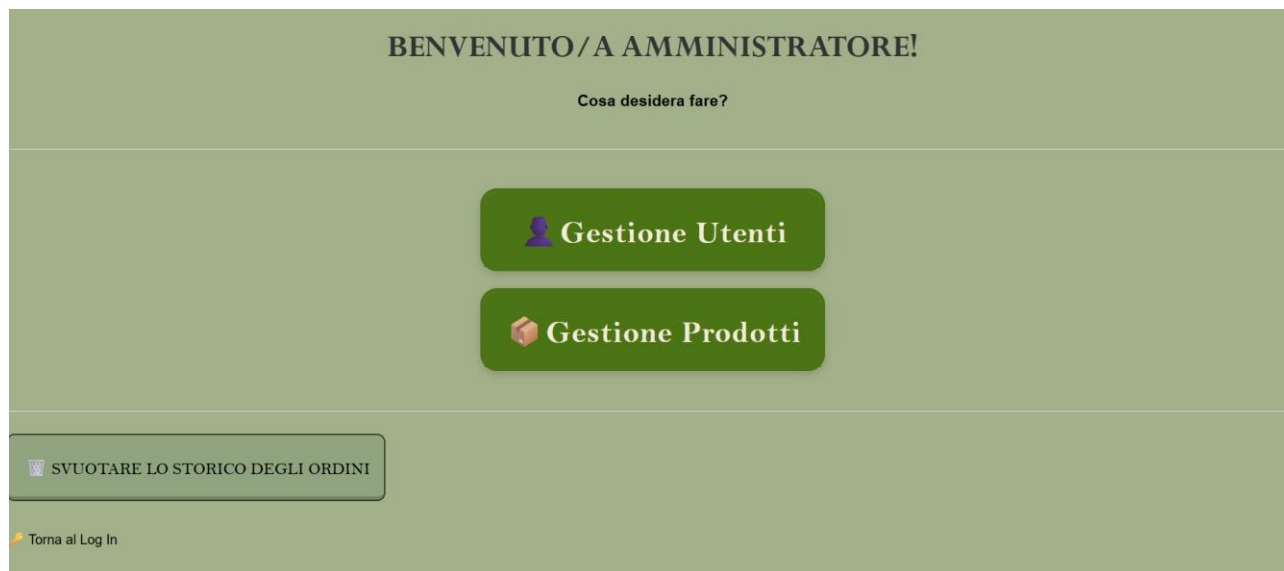 BENVENUTO/A AMMINISTRATORE!
Cosa desidera fare?
Gestione Utenti
Gestione Prodotti
SVUOTARE LO STORICO DEGLI ORDINI
Torna al Log In